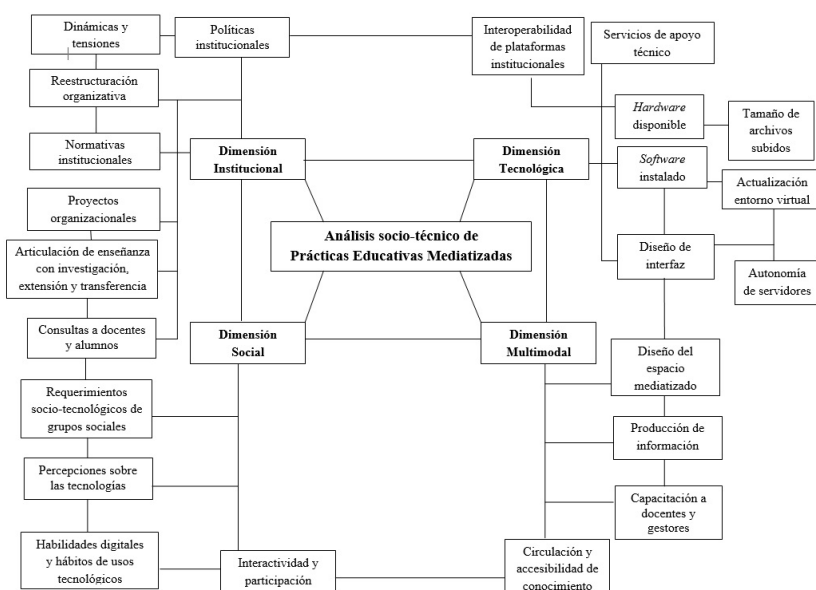 Dinámicas y
tensiones
Políticas
institucionales
Interoperabilidad
de plataformas
institucionales
Servicios de apoyo
técnico
Reestructuración
organizativa
Hardware
disponible
Tamaño de
archivos
subidos
Normativas
institucionales
Dimensión
Institucional
Dimensión
Tecnológica
Software
instalado
Actualización
entorno virtual
Proyectos
organizacionales
Análisis socio-técnico de
Prácticas Educativas Mediatizadas
Articulación de enseñanza
con investigación,
extensión y transferencia
Diseño de
interfaz
Autonomía
de servidores
Consultas a docentes
y alumnos
Dimensión
Social
Dimensión
Multimodal
Diseño del
espacio
mediatizado
Requerimientos
socio-tecnológicos de
grupos sociales
Producción de
información
Percepciones sobre
las tecnologías
Capacitación a
docentes y
gestores
Habilidades digitales
y hábitos de usos
tecnológicos
Interactividad y
participación
Circulación y
accesibilidad de
conocimiento